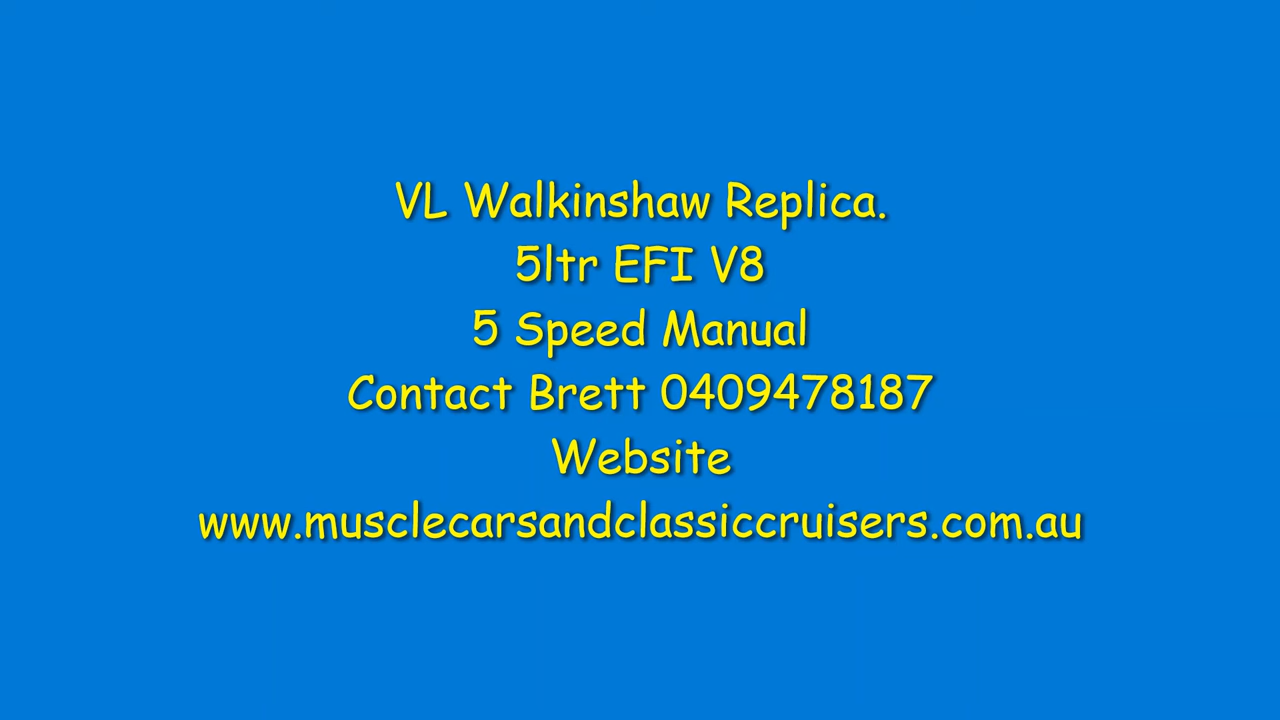 VL Walkinshaw Replica.
5ltr EFI V8
5 Speed Manual
Contact Brett 0409478187
Website
www.musclecarsandclassiccruisers.com.au